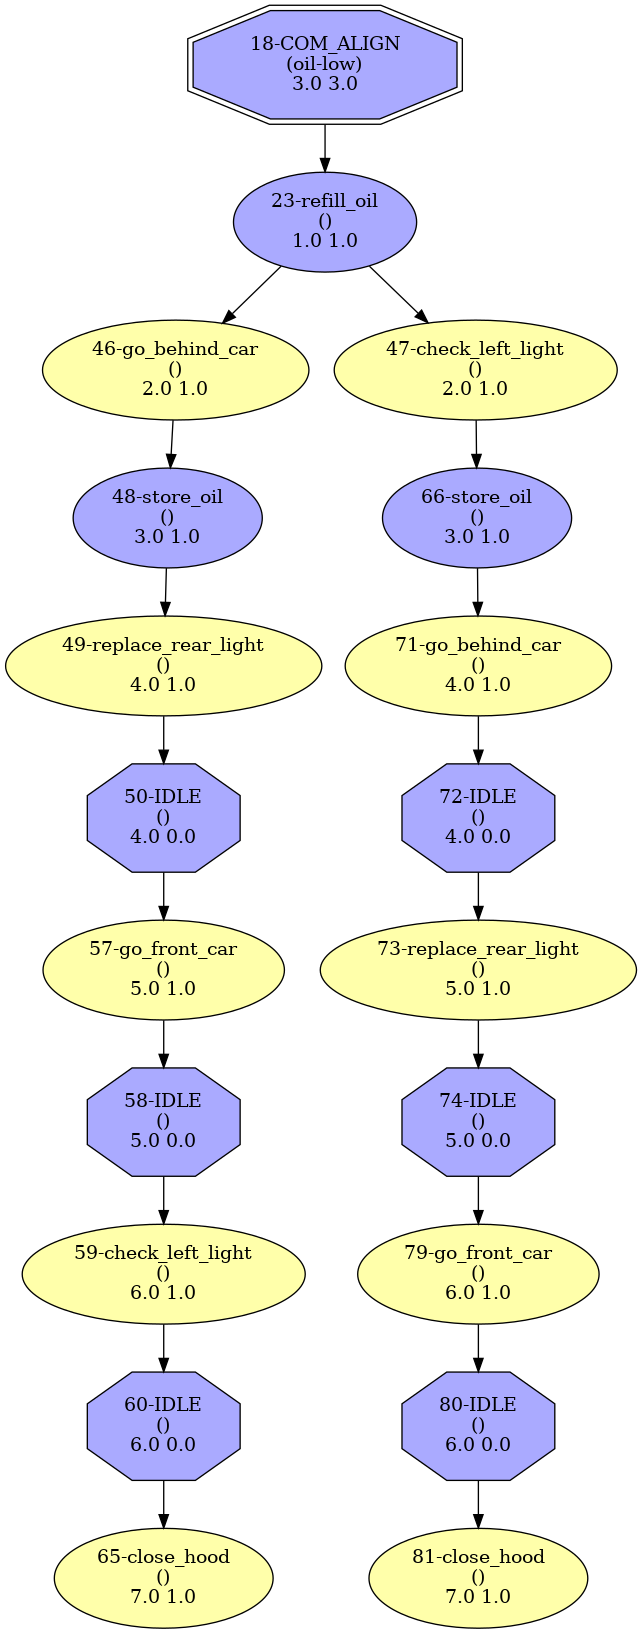 18-COM_ALIGN
(oil-low)
3.0 3.0
23-refill_oil
()
1.0 1.0
46-go_behind_car
()
2.0 1.0
47-check_left_light
()
2.0 1.0
48-store_oil
()
3.0 1.0
66-store_oil
()
3.0 1.0
49-replace_rear_light
()
4.0 1.0
71-go_behind_car
()
4.0 1.0
50-IDLE
()
4.0 0.0
72-IDLE
()
4.0 0.0
57-go_front_car
()
5.0 1.0
73-replace_rear_light
()
5.0 1.0
58-IDLE
()
5.0 0.0
74-IDLE
()
5.0 0.0
59-check_left_light
()
6.0 1.0
79-go_front_car
()
6.0 1.0
60-IDLE
()
6.0 0.0
80-IDLE
()
6.0 0.0
65-close_hood
()
7.0 1.0
81-close_hood
()
7.0 1.0